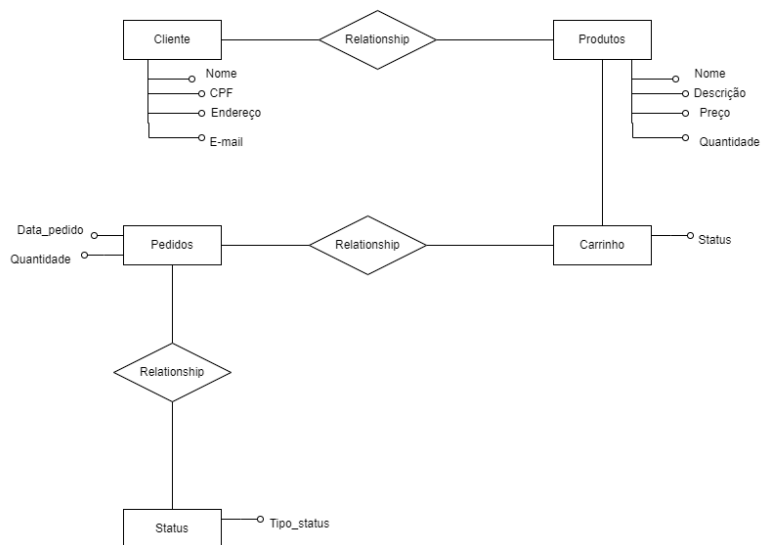 Cliente
Relationship
Produtos
Nome
CPF
Endereço
E-mail
Nome
Descrição
Preço
Quantidade
Data_pedido
Quantidade
Pedidos
Relationship
Carrinho
Status
Relationship
Status
Tipo_status